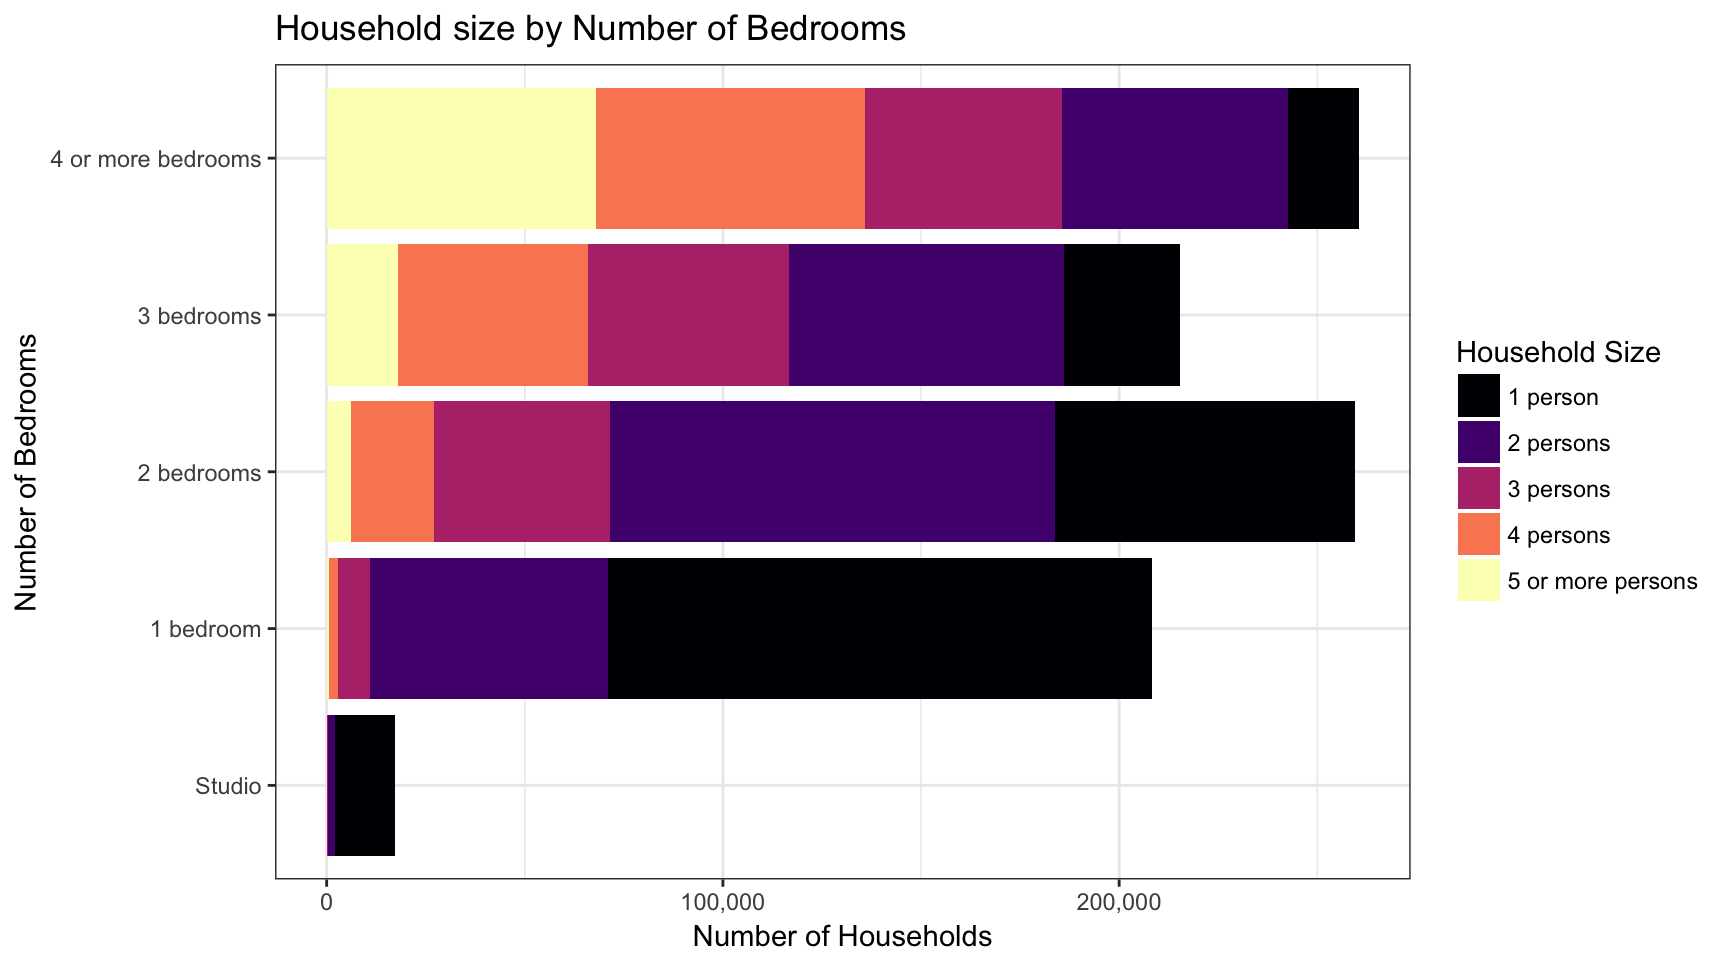 Household size by Number of Bedrooms
Number of Bedrooms
4 or more bedrooms
3 bedrooms
2 bedrooms
1 bedroom
Studio
0
100,000
200,000
Number of Households
Household Size
1 person
2 persons
3 persons
4 persons
5 or more persons